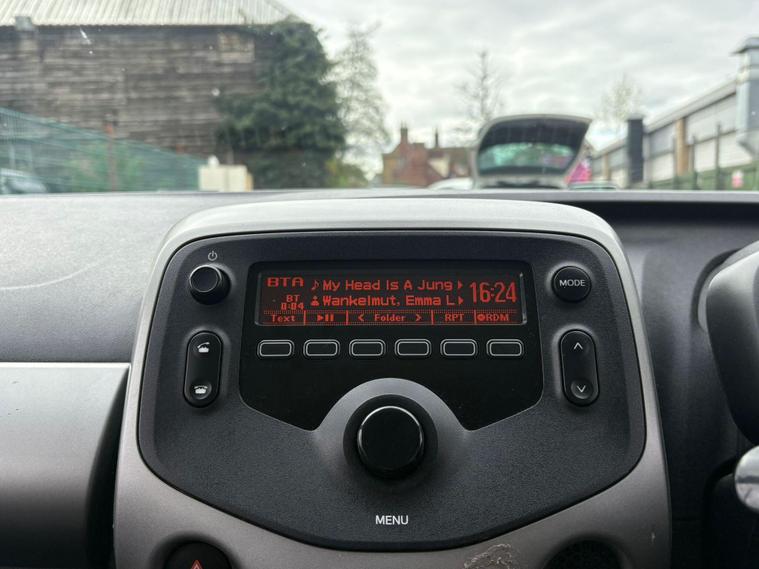 BTA My Head Is A Jung 16:24
BT Wankelmut, Emma L
0:04
Text Folder RPT RDM
MODE
MENU